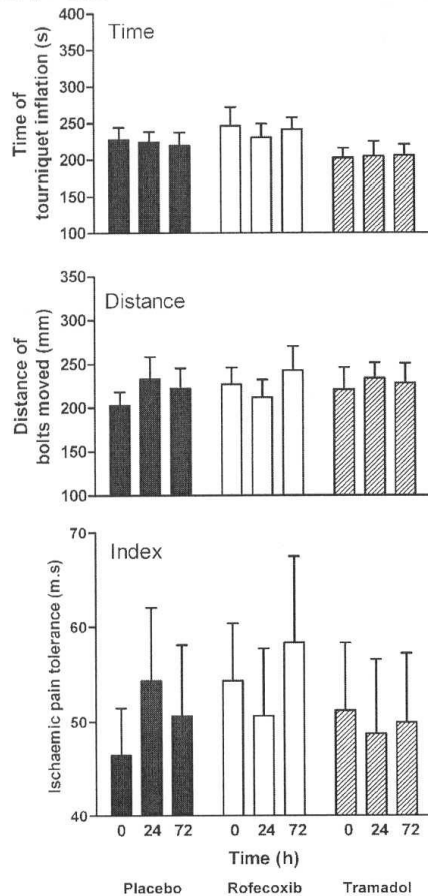 400
350
300
250
200
150
100
Time
Time of
tourniquet inflation (s)
350
300
250
200
150
100
Distance
Distance of
bolts moved (mm)
70
60
50
40
Index
Ischaemic pain tolerance (m.s)
0 24 72 0 24 72 0 24 72
Time (h)
Placebo Rofecoxib Tramadol